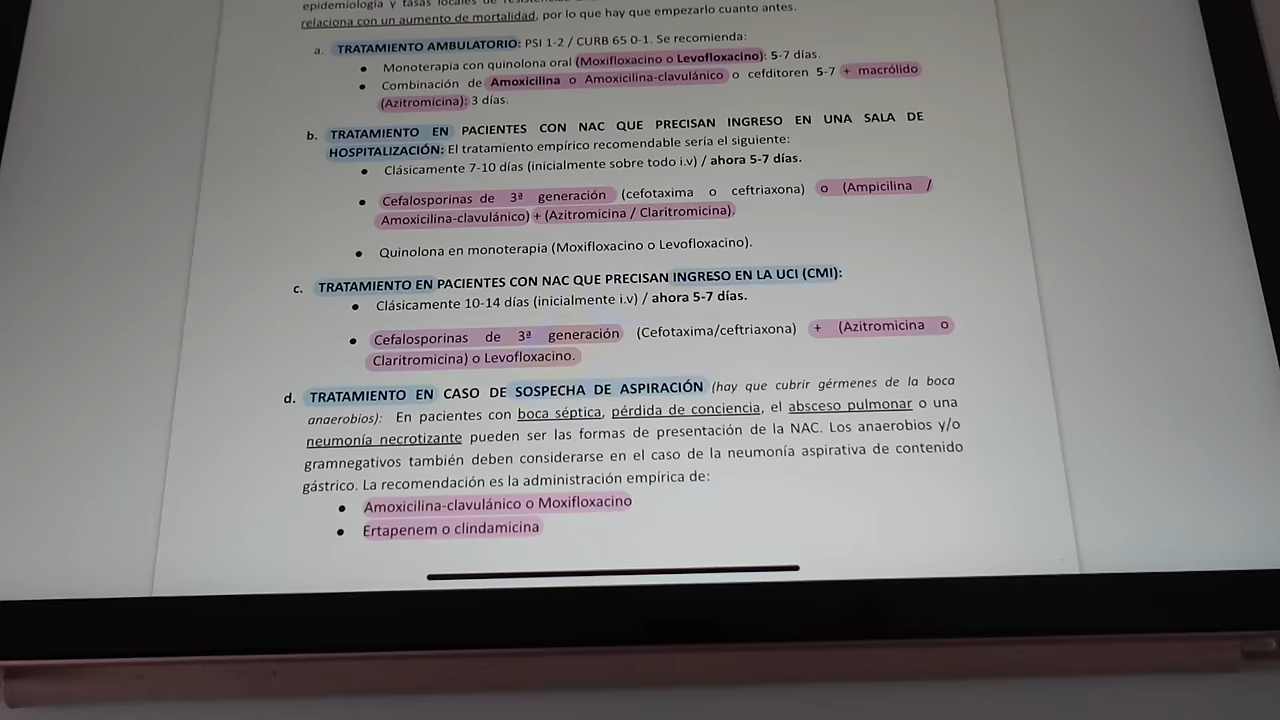 epidemiología y tasas locales de
relaciona con un aumento de mortalidad, por lo que hay que empezarlo cuanto antes.
a. TRATAMIENTO AMBULATORIO: PSI 1-2 / CURB 65 0-1. Se recomienda:
• Monoterapia con quinolona oral (Moxifloxacino o Levofloxacino): 5-7 días.
• Combinación de Amoxicilina o Amoxicilina-clavulánico o cefditoren 5-7 + macrólido
(Azitromicina): 3 días.
b. TRATAMIENTO EN PACIENTES CON NAC QUE PRECISAN INGRESO EN UNA SALA DE
HOSPITALIZACIÓN: El tratamiento empírico recomendable sería el siguiente:
• Clásicamente 7-10 días (inicialmente sobre todo i.v) / ahora 5-7 días.
• Cefalosporinas de 3ª generación (cefotaxima o ceftriaxona) o (Ampicilina /
Amoxicilina-clavulánico) + (Azitromicina / Claritromicina).
• Quinolona en monoterapia (Moxifloxacino o Levofloxacino).
c. TRATAMIENTO EN PACIENTES CON NAC QUE PRECISAN INGRESO EN LA UCI (CMI):
• Clásicamente 10-14 días (inicialmente i.v) / ahora 5-7 días.
• Cefalosporinas de 3ª generación (Cefotaxima/ceftriaxona) + (Azitromicina o
Claritromicina) o Levofloxacino.
d. TRATAMIENTO EN CASO DE SOSPECHA DE ASPIRACIÓN (hay que cubrir gérmenes de la boca
anaerobios): En pacientes con boca séptica, pérdida de conciencia, el absceso pulmonar o una
neumonía necrotizante pueden ser las formas de presentación de la NAC. Los anaerobios y/o
gramnegativos también deben considerarse en el caso de la neumonía aspirativa de contenido
gástrico. La recomendación es la administración empírica de:
• Amoxicilina-clavulánico o Moxifloxacino
• Ertapenem o clindamicina